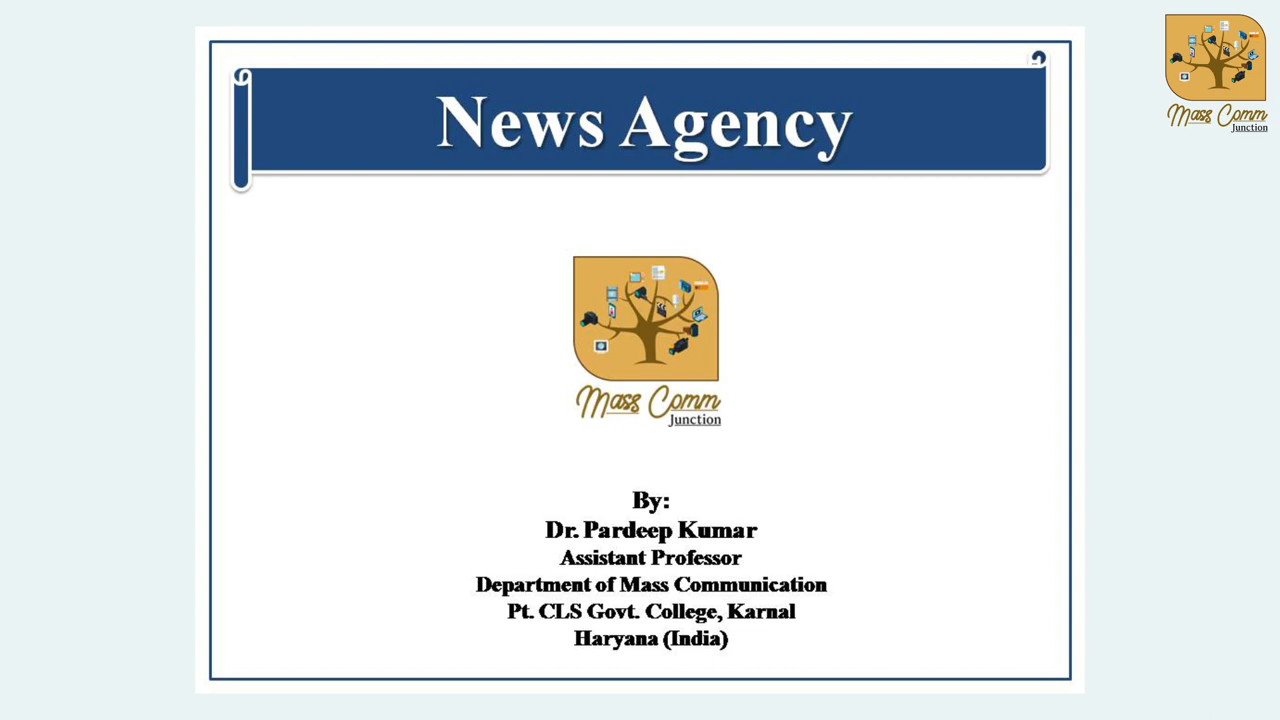 News Agency
Mass Comm
Junction
Mass Comm
Junction
By:
Dr. Pardeep Kumar
Assistant Professor
Department of Mass Communication
Pt. CLS Govt. College, Karnal
Haryana (India)